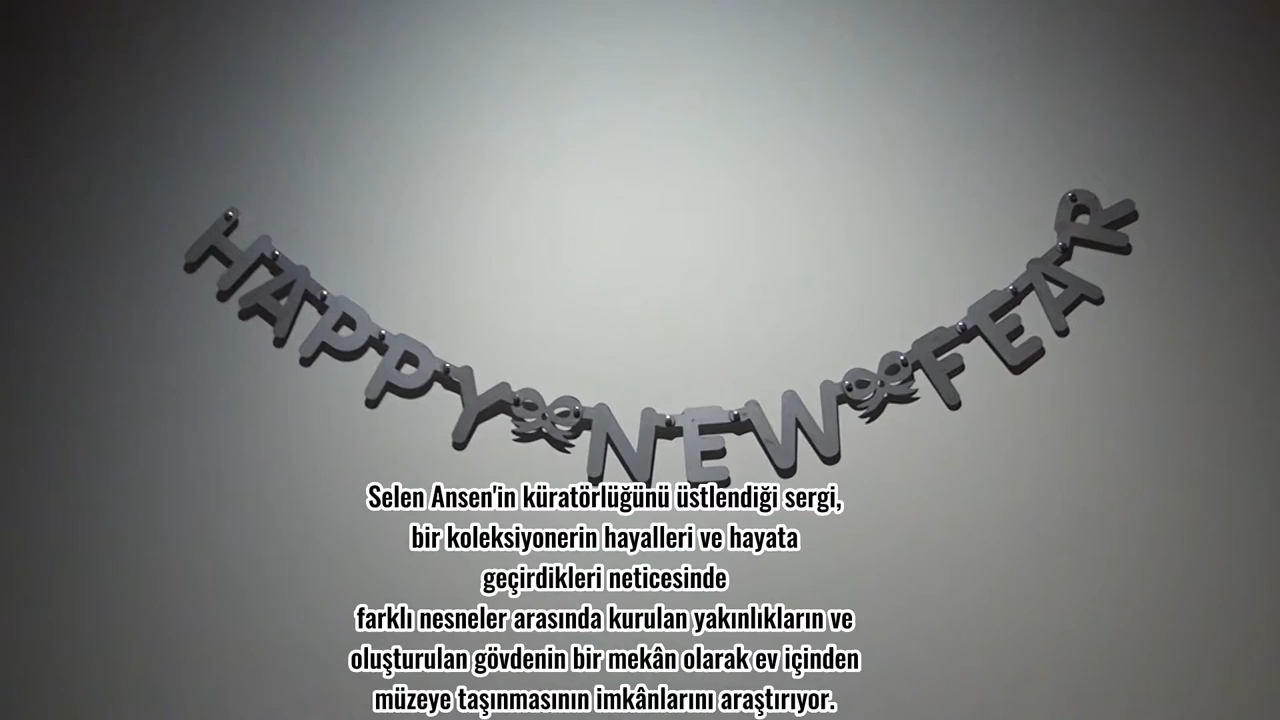 HAPPY NEW FEAR
Selen Ansen'in küratörlüğünü üstlendiği sergi,
bir koleksiyonerin hayalleri ve hayata
geçirdikleri neticesinde
farklı nesneler arasında kurulan yakınlıkların ve
oluşturulan gövdenin bir mekân olarak ev içinden
müzeye taşınmasının imkânlarını araştırıyor.